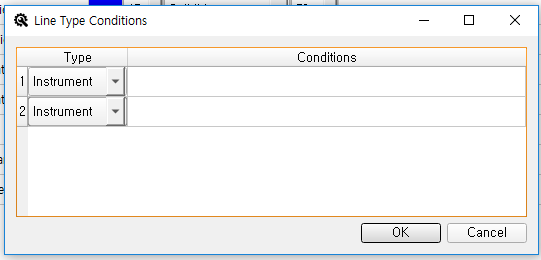 Line Type Conditions
Type Conditions
1 Instrument
2 Instrument
OK Cancel